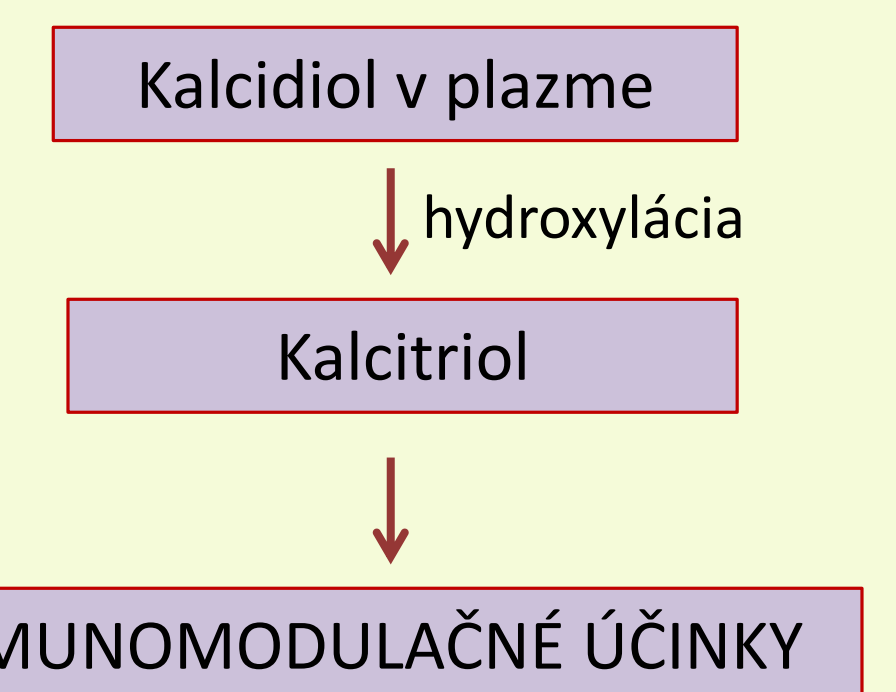 Kalcidiol v plazme
hydroxylácia
Kalcitriol
MUNOMODULAČNÉ ÚČINKY